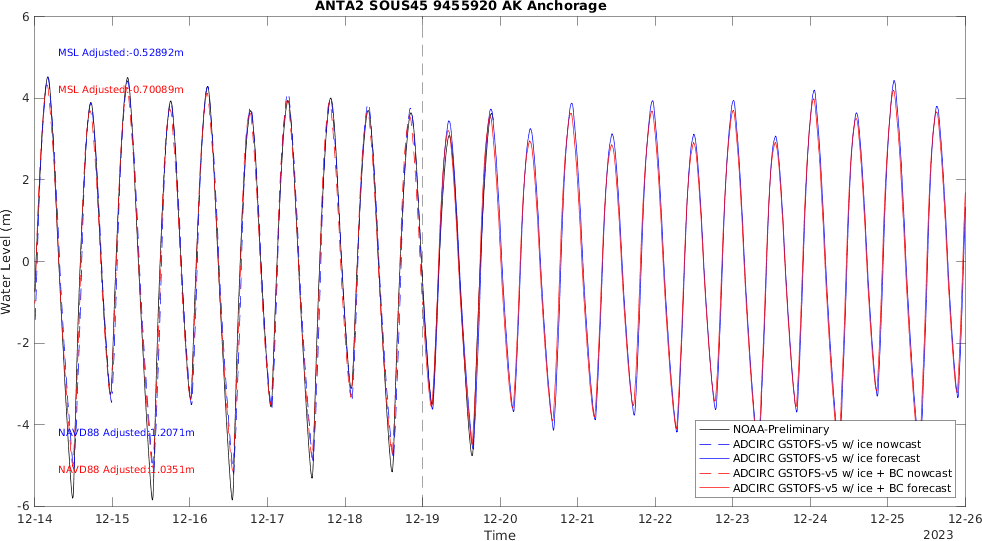 ANTA2 SOUS45 9455920 AK Anchorage
6
MSL Adjusted:-0.52892m
MSL Adjusted:-0.70089m
4
2
0
-2
-4
-6
Water Level (m)
NAVD88 Adjusted:1.2071m
NAVD88 Adjusted:1.0351m
NOAA-Preliminary
ADCIRC GSTOFS-v5 w/ ice nowcast
ADCIRC GSTOFS-v5 w/ ice forecast
ADCIRC GSTOFS-v5 w/ ice + BC nowcast
ADCIRC GSTOFS-v5 w/ ice + BC forecast
12-14 12-15 12-16 12-17 12-18 12-19 12-20 12-21 12-22 12-23 12-24 12-25 12-26
Time
2023